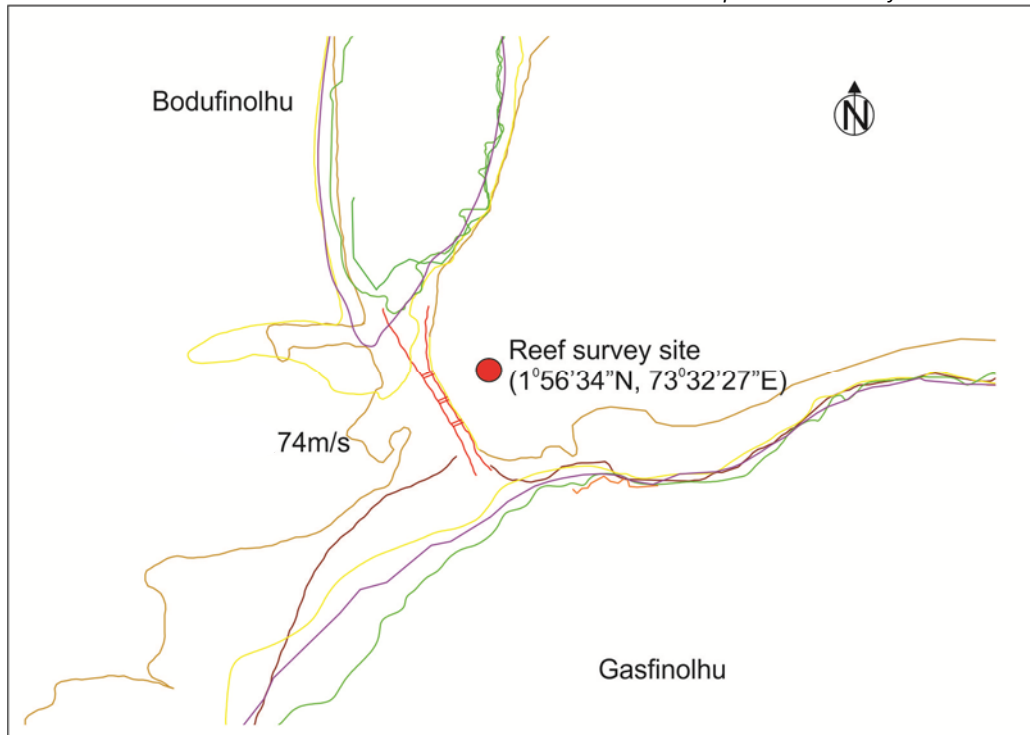 Bodufinolhu
N
Reef survey site
(1⁰56’34”N, 73⁰32’27”E)
74m/s
Gasfinolhu